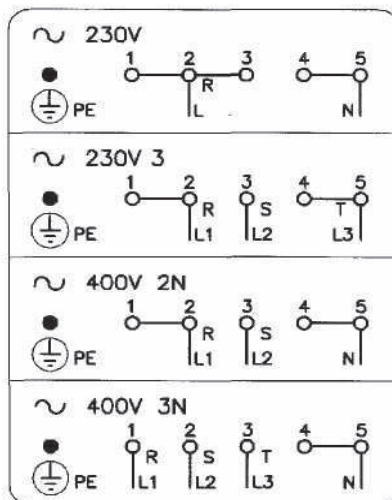 ∿ 230V
1 2 3 4 5
R
PE L N
∿ 230V 3
1 2 3 4 5
R S T
PE L1 L2 L3
∿ 400V 2N
1 2 3 4 5
R S
PE L1 L2 N
∿ 400V 3N
1 2 3 4 5
R S T
PE L1 L2 L3 N